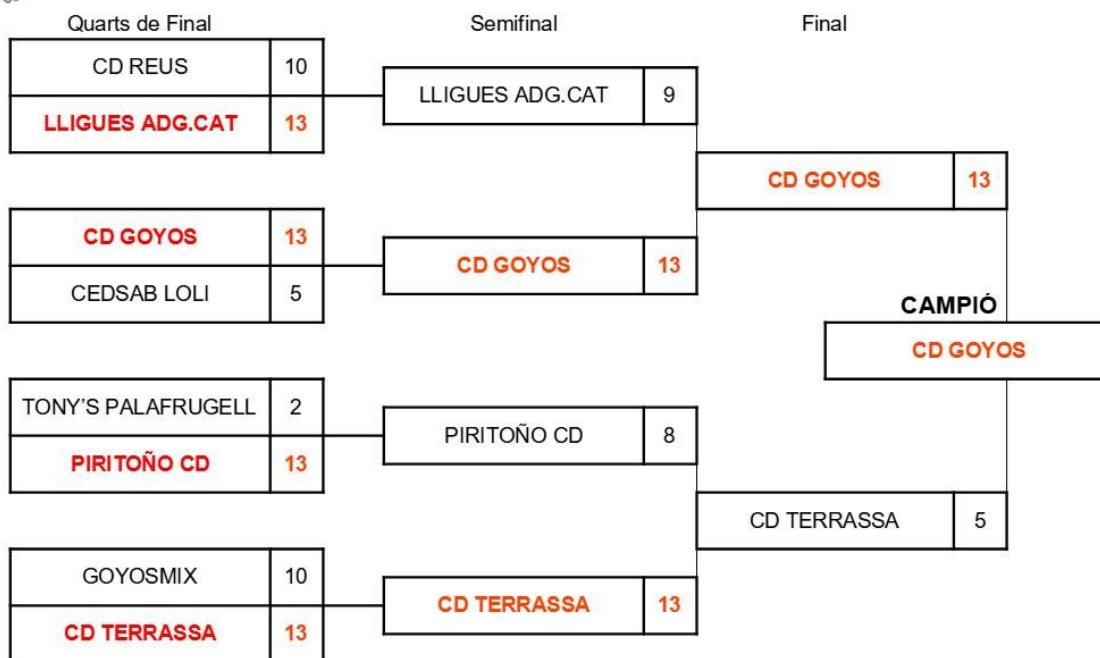 Quarts de Final
Semifinal
Final
CD REUS 10
LLIGUES ADG.CAT 13
LLIGUES ADG.CAT 9
CD GOYOS 13
CD GOYOS 13
CEDSAB LOLI 5
CD GOYOS 13
CAMPIÓ
CD GOYOS
TONY'S PALAFRUGELL 2
PIRITOÑO CD 13
PIRITOÑO CD 8
CD TERRASSA 5
GOYOSMIX 10
CD TERRASSA 13
CD TERRASSA 13